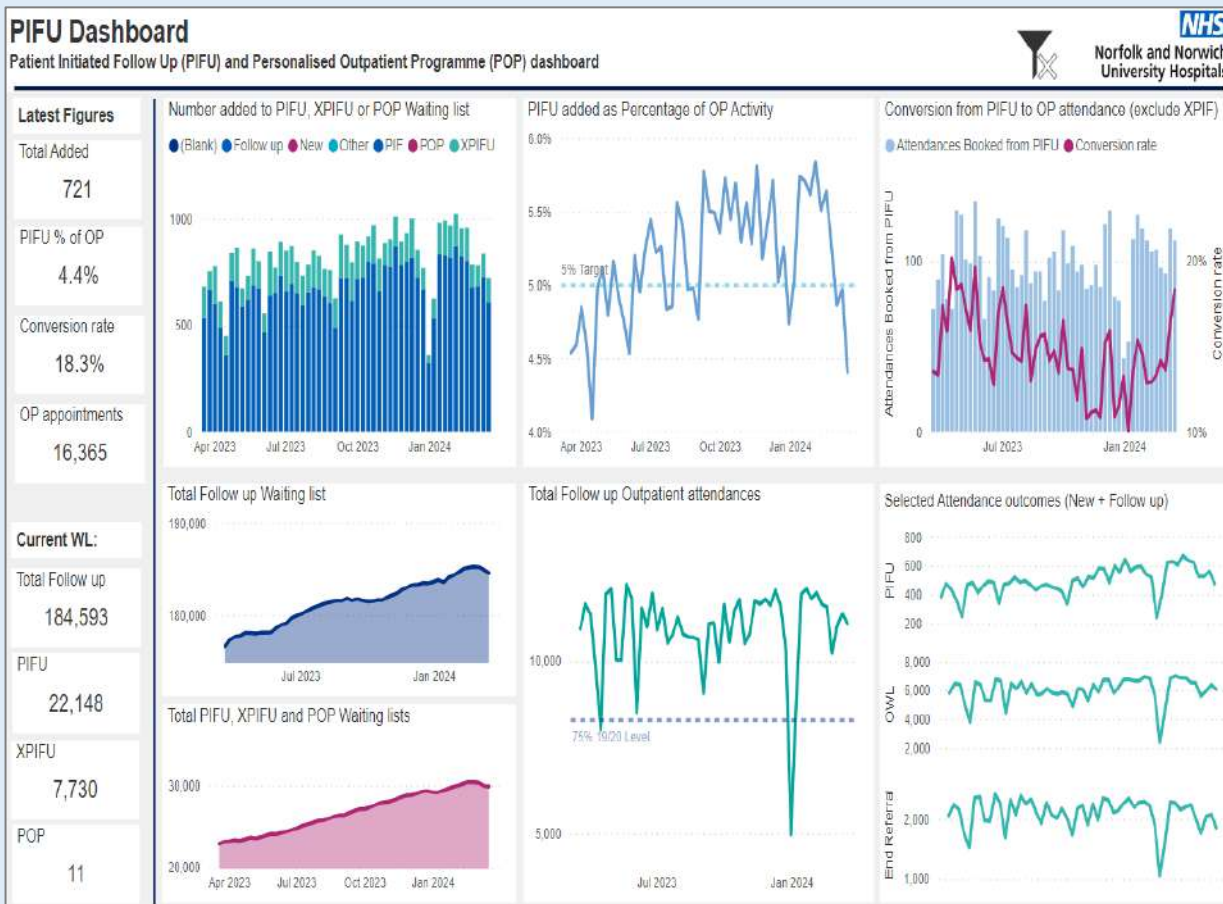 PIFU Dashboard
Patient Initiated Follow Up (PIFU) and Personalised Outpatient Programme (POP) dashboard
NHS
Norfolk and Norwich
University Hospitals
Latest Figures
Total Added
721
PIFU % of OP
4.4%
Conversion rate
18.3%
OP appointments
16,365
Current WL:
Total Follow up
184,593
PIFU
22,148
XPIFU
7,730
POP
11
Number added to PIFU, XPIFU or POP Waiting list
(Blank) Follow up New Other PIF POP XPIFU
1000
500
0
Apr 2023 Jul 2023 Oct 2023 Jan 2024
PIFU added as Percentage of OP Activity
6.0%
5.5%
5% Target
5.0%
4.5%
4.0%
Apr 2023 Jul 2023 Oct 2023 Jan 2024
Conversion from PIFU to OP attendance (exclude XPIF)
Attendances Booked from PIFU Conversion rate
Attendances Booked from PIFU
100
0
20%
10%
Conversion rate
Jul 2023 Jan 2024
Total Follow up Waiting list
190,000
180,000
Jul 2023 Jan 2024
Total PIFU, XPIFU and POP Waiting lists
30,000
20,000
Apr 2023 Jul 2023 Oct 2023 Jan 2024
Total Follow up Outpatient attendances
10,000
75% 19/20 Level
5,000
Jul 2023 Jan 2024
Selected Attendance outcomes (New + Follow up)
PIFU
800
600
400
200
OWL
8,000
6,000
4,000
2,000
End Referral
2,000
1,000